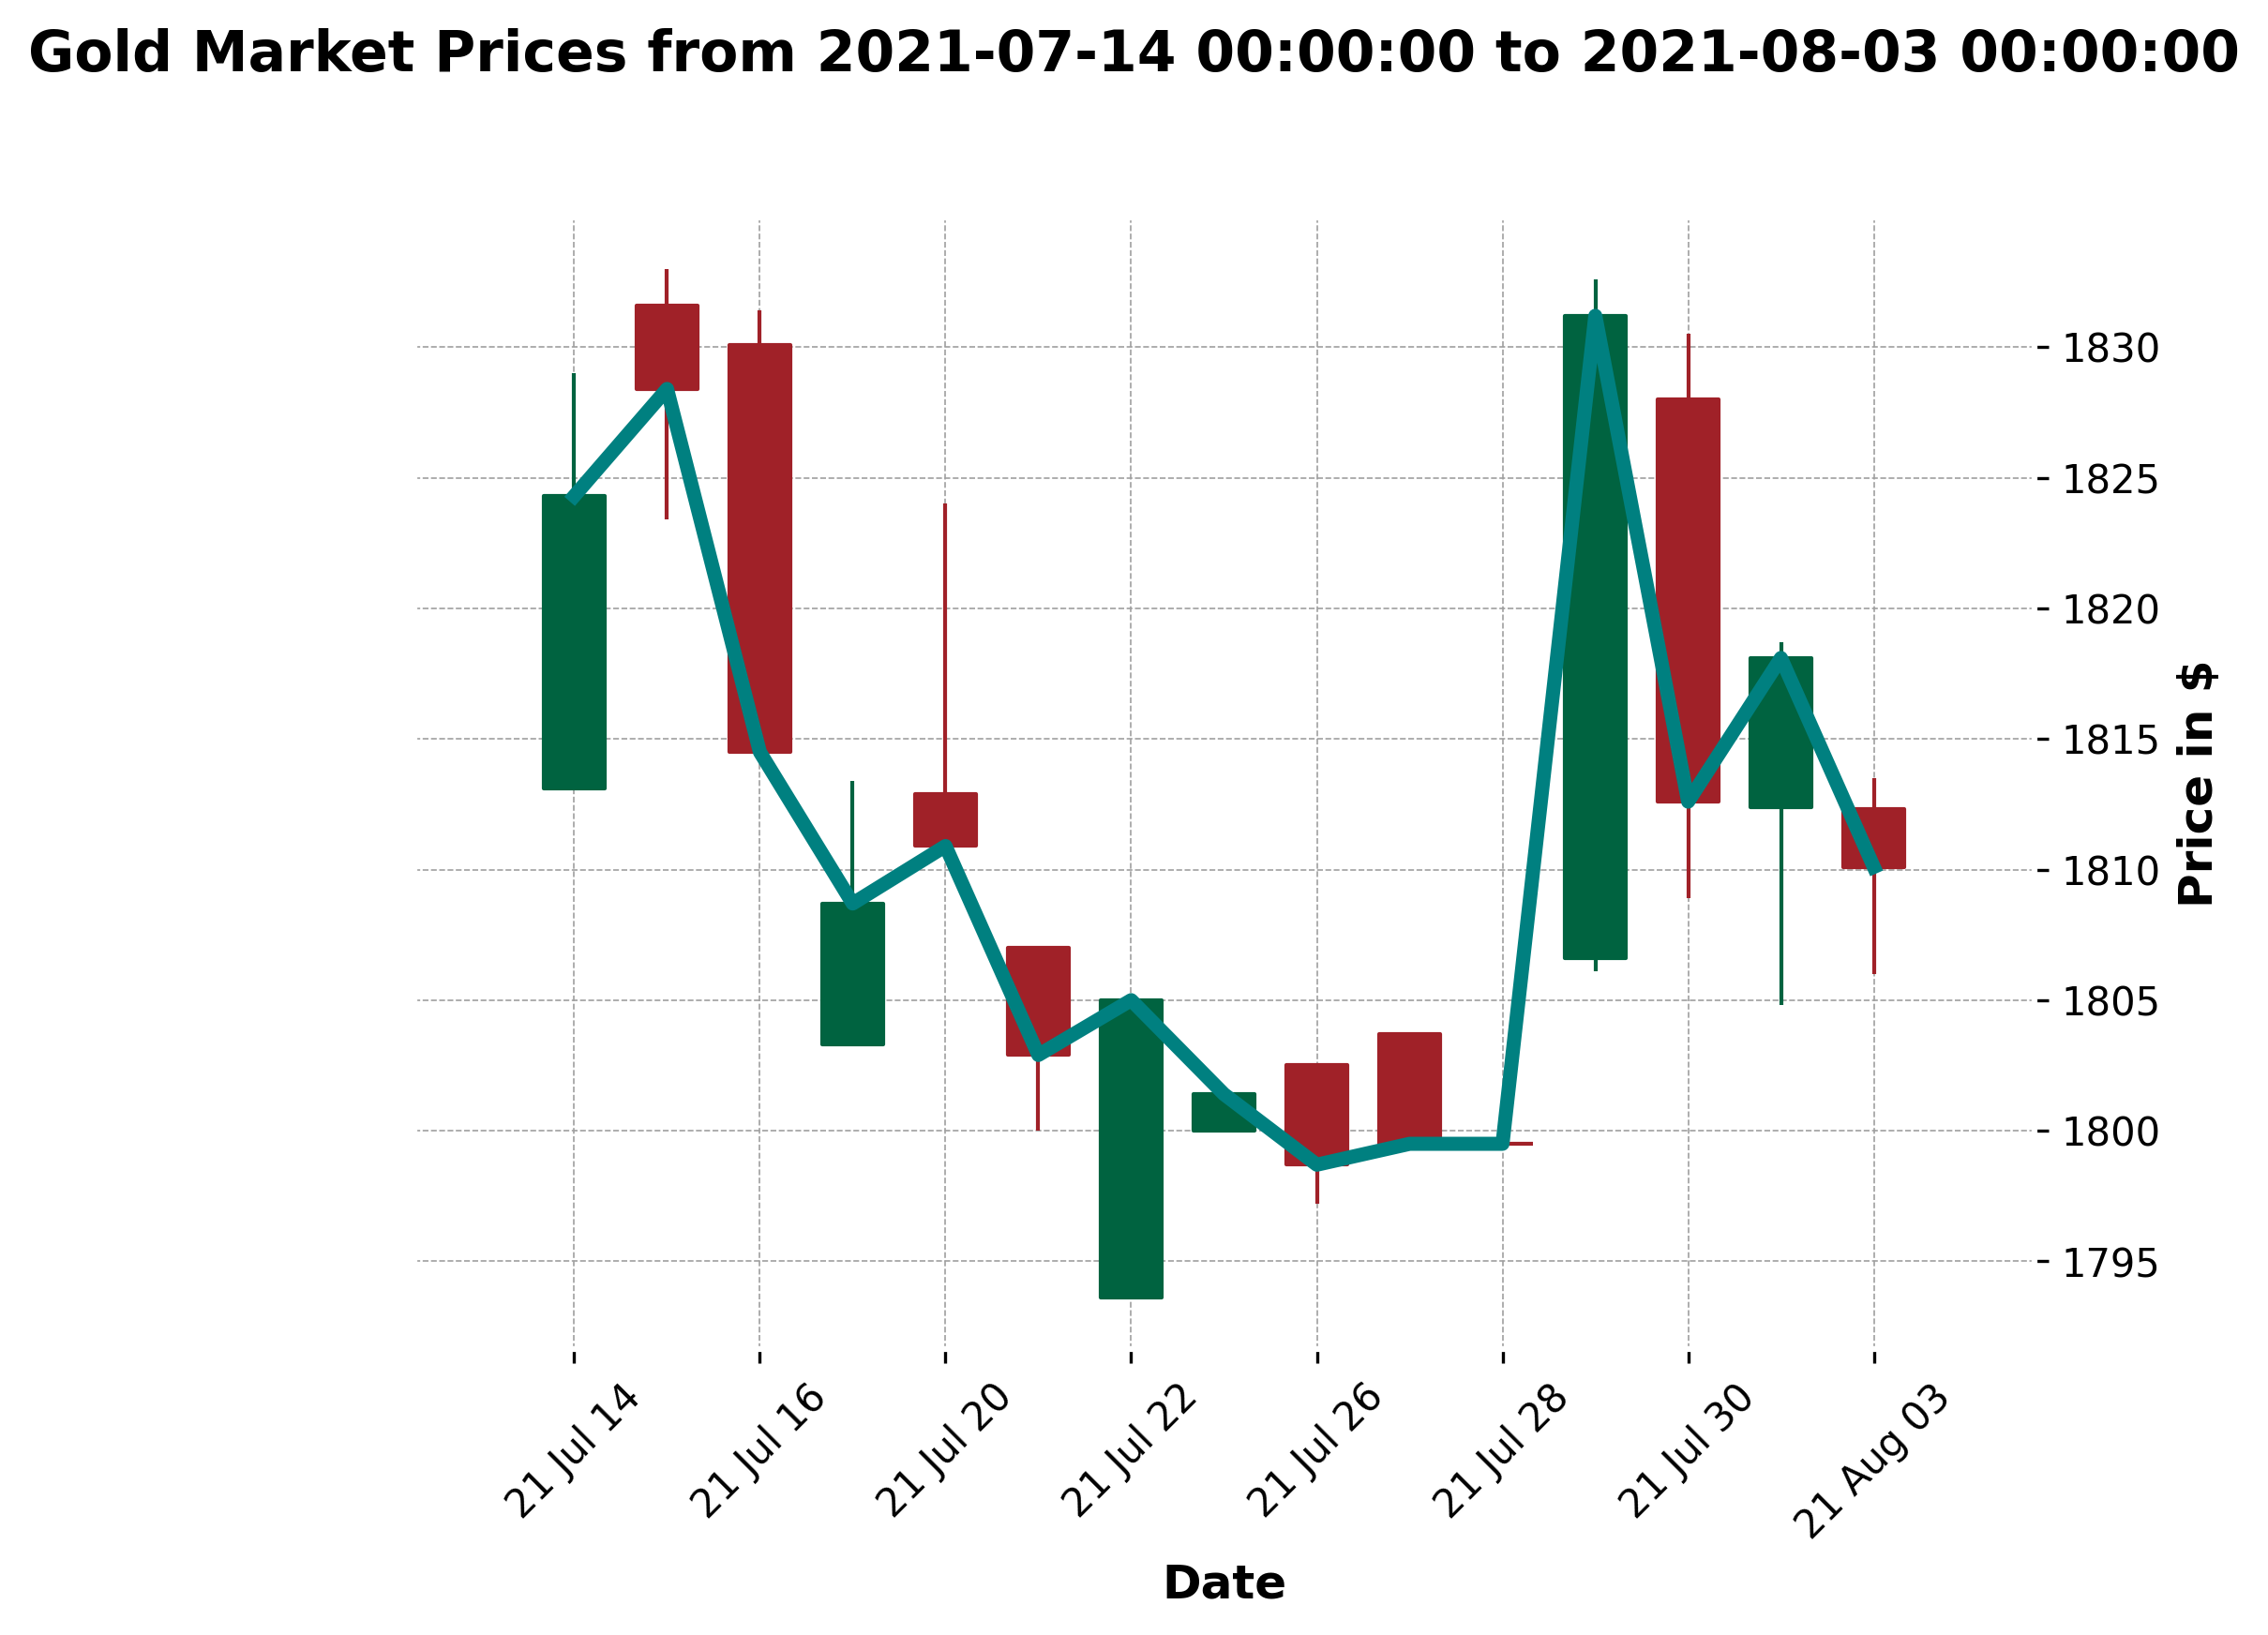 Gold Market Prices from 2021-07-14 00:00:00 to 2021-08-03 00:00:00
1830
1825
1820
1815
1810
1805
1800
1795
Price in $
21 Jul 14
21 Jul 16
21 Jul 20
21 Jul 22
21 Jul 26
21 Jul 28
21 Jul 30
21 Aug 03
Date